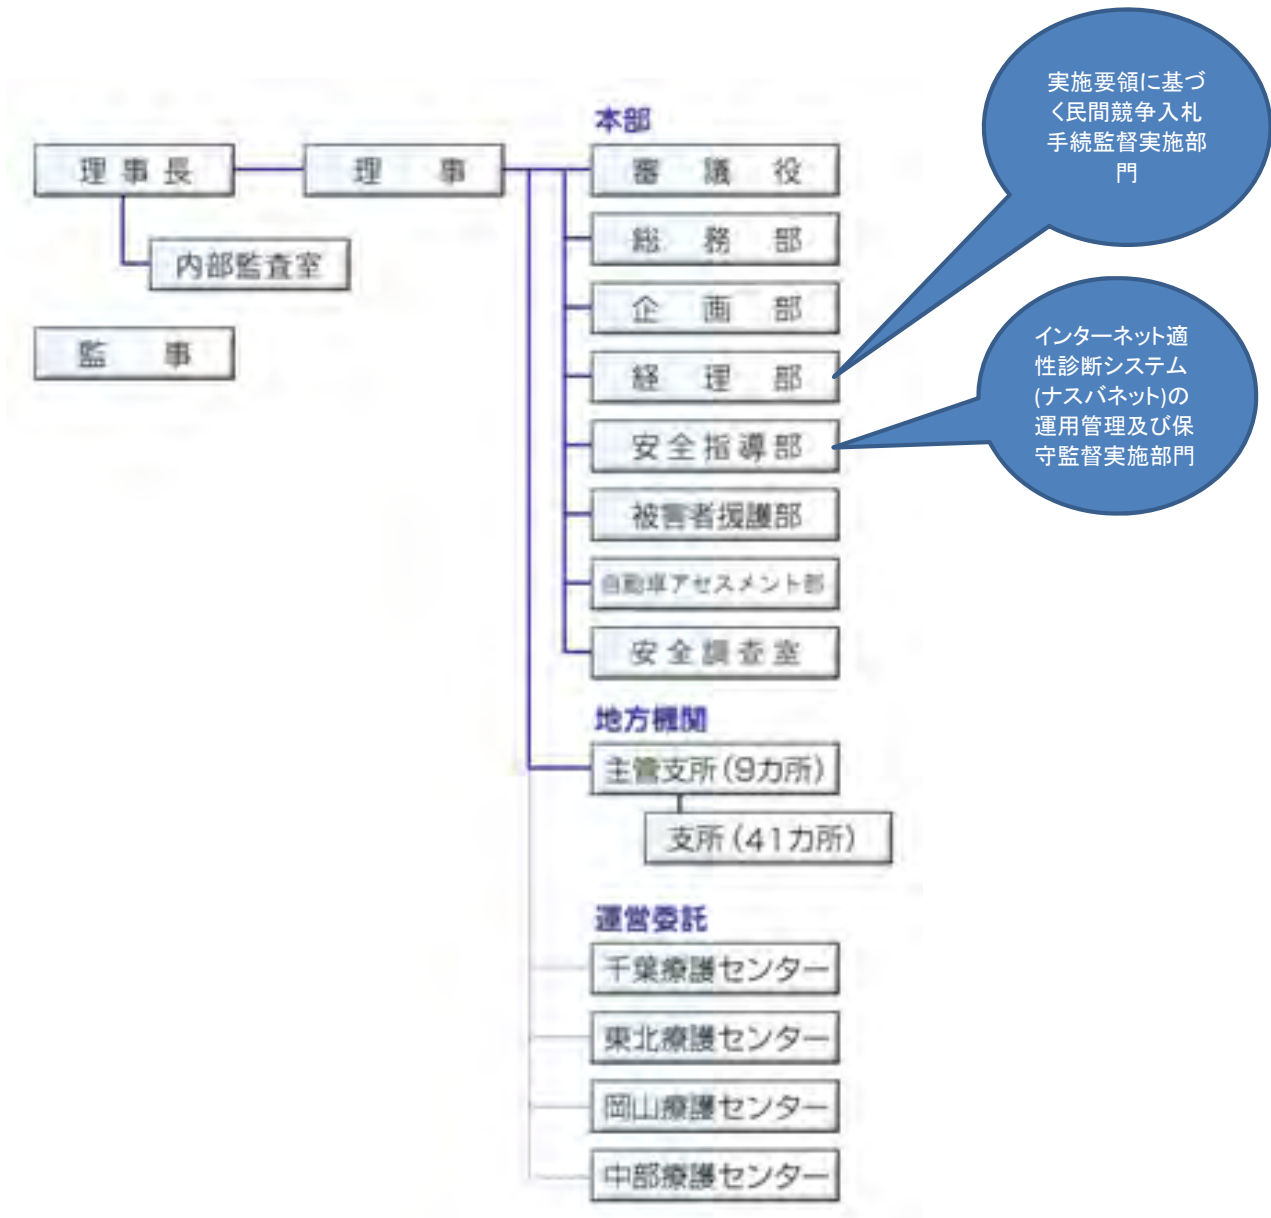 本部
理事長
理 事
審 議 役
内部監査室
総 務 部
企 画 部
監 事
経 理 部
安全指導部
被害者援護部
自動車アセスメント部
安全調査室
地方機関
主管支所(9カ所)
支所(41カ所)
運営委託
千葉療護センター
東北療護センター
岡山療護センター
中部療護センター
実施要領に基づ
く民間競争入札
手続監督実施部
門
インターネット適
性診断システム
(ナスバネット)の
運用管理及び保
守監督実施部門